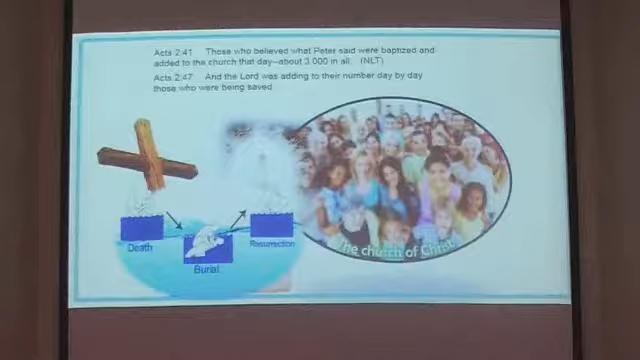 Acts 2:41 Those who believed what Peter said were baptized and
added to the church that day--about 3,000 in all. (NLT)
Acts 2:47 And the Lord was adding to their number day by day
those who were being saved
Death
Burial
Resurrection
The church of Christ